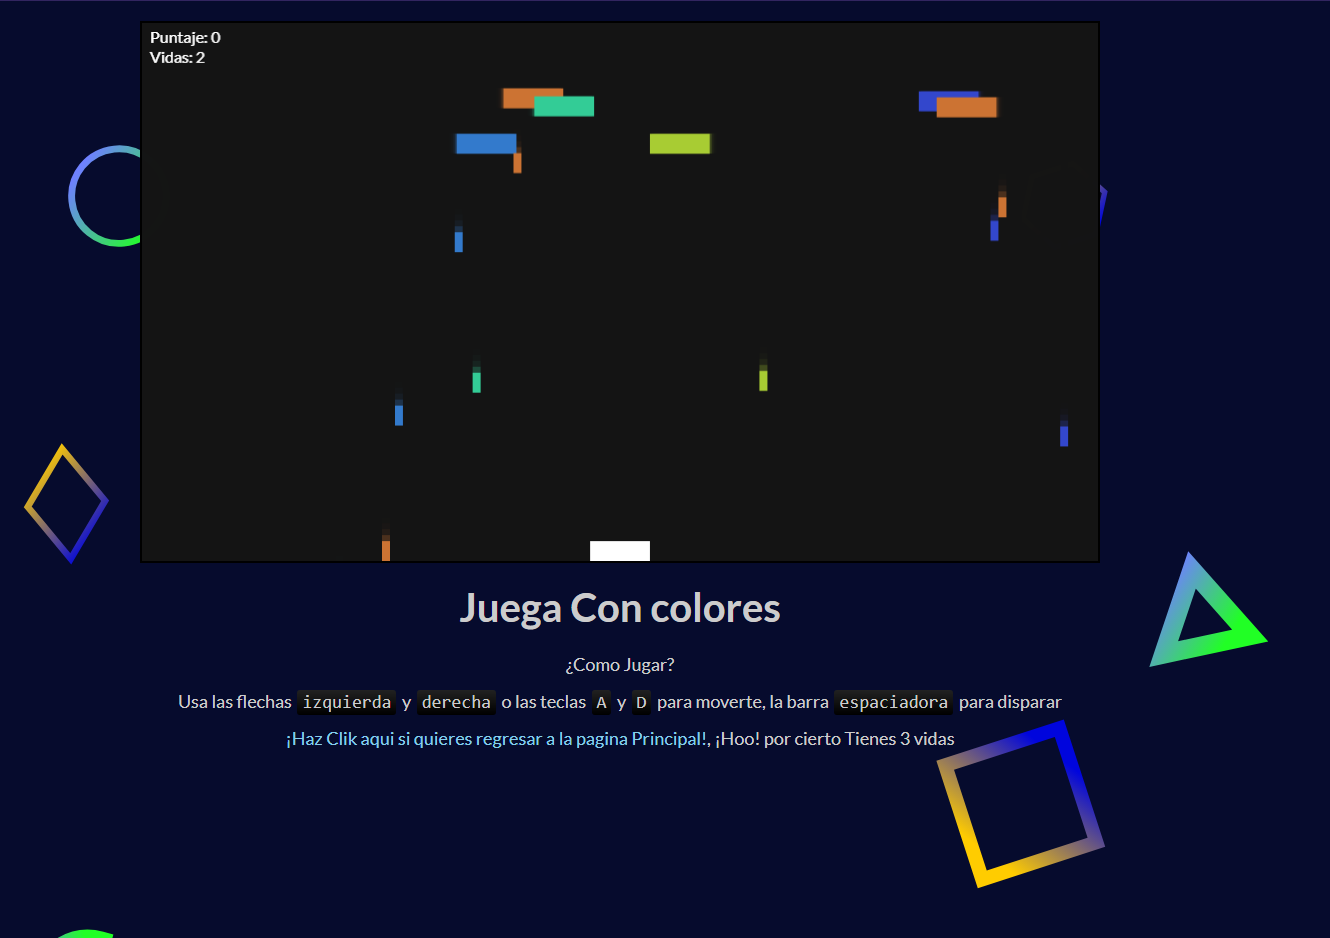 Puntaje: 0
Vidas: 2
Juega Con colores
¿Como Jugar?
Usa las flechas izquierda y derecha o las teclas A y D para moverte, la barra espaciadora para disparar
¡Haz Clik aqui si quieres regresar a la pagina Principal!, ¡Hoo! por cierto Tienes 3 vidas